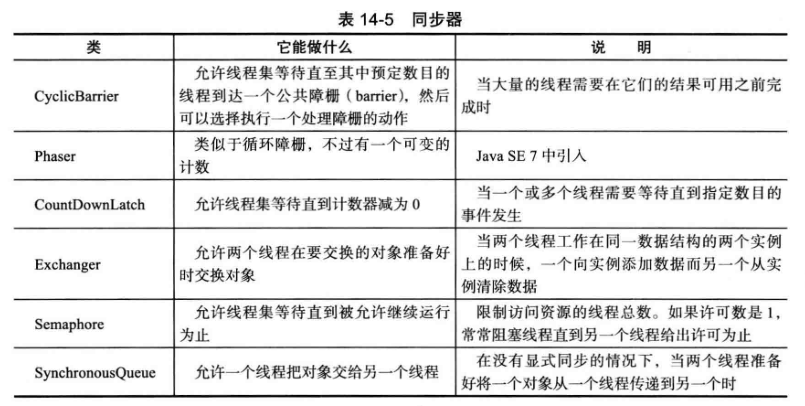 表 14-5 同步器
类 它能做什么 说 明
CyclicBarrier
允许线程集等待直至其中预定数目的
线程到达一个公共障栅（barrier），然后
可以选择执行一个处理障栅的动作
当大量的线程需要在它们的结果可用之前完
成时
Phaser
类似于循环障栅，不过有一个可变的
计数
Java SE 7 中引入
CountDownLatch
允许线程集等待直到计数器减为 0
当一个或多个线程需要等待直到指定数目的
事件发生
Exchanger
允许两个线程在要交换的对象准备好
时交换对象
当两个线程工作在同一数据结构的两个实例
上的时候，一个向实例添加数据而另一个从实
例清除数据
Semaphore
允许线程集等待直到被允许继续运行
为止
限制访问资源的线程总数。如果许可数是 1，
常常阻塞线程直到另一个线程给出许可为止
SynchronousQueue
允许一个线程把对象交给另一个线程
在没有显式同步的情况下，当两个线程准备
好将一个对象从一个线程传递到另一个时